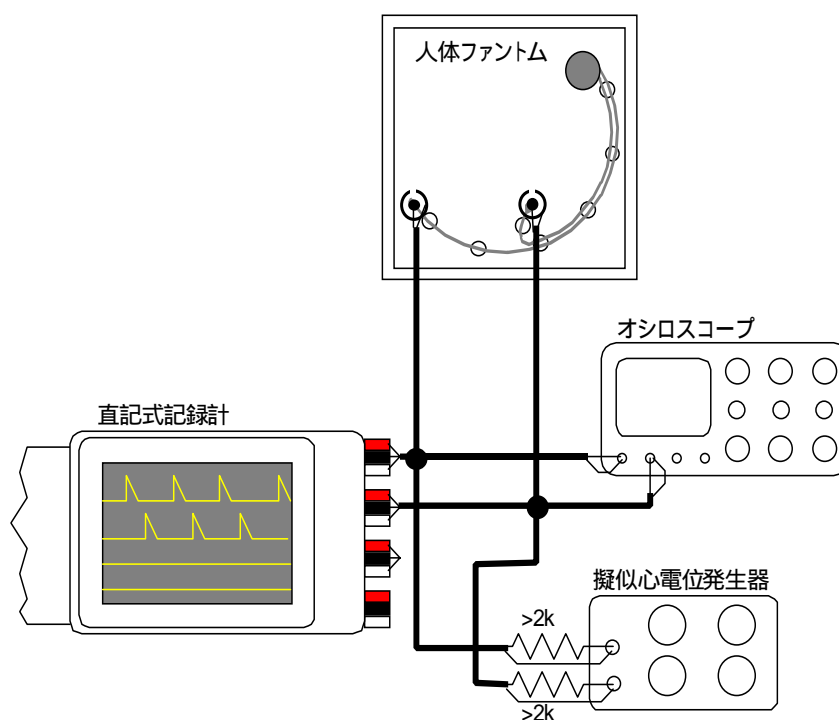 人体ファントム
オシロスコープ
直記式記録計
擬似心電位発生器
>2k
>2k